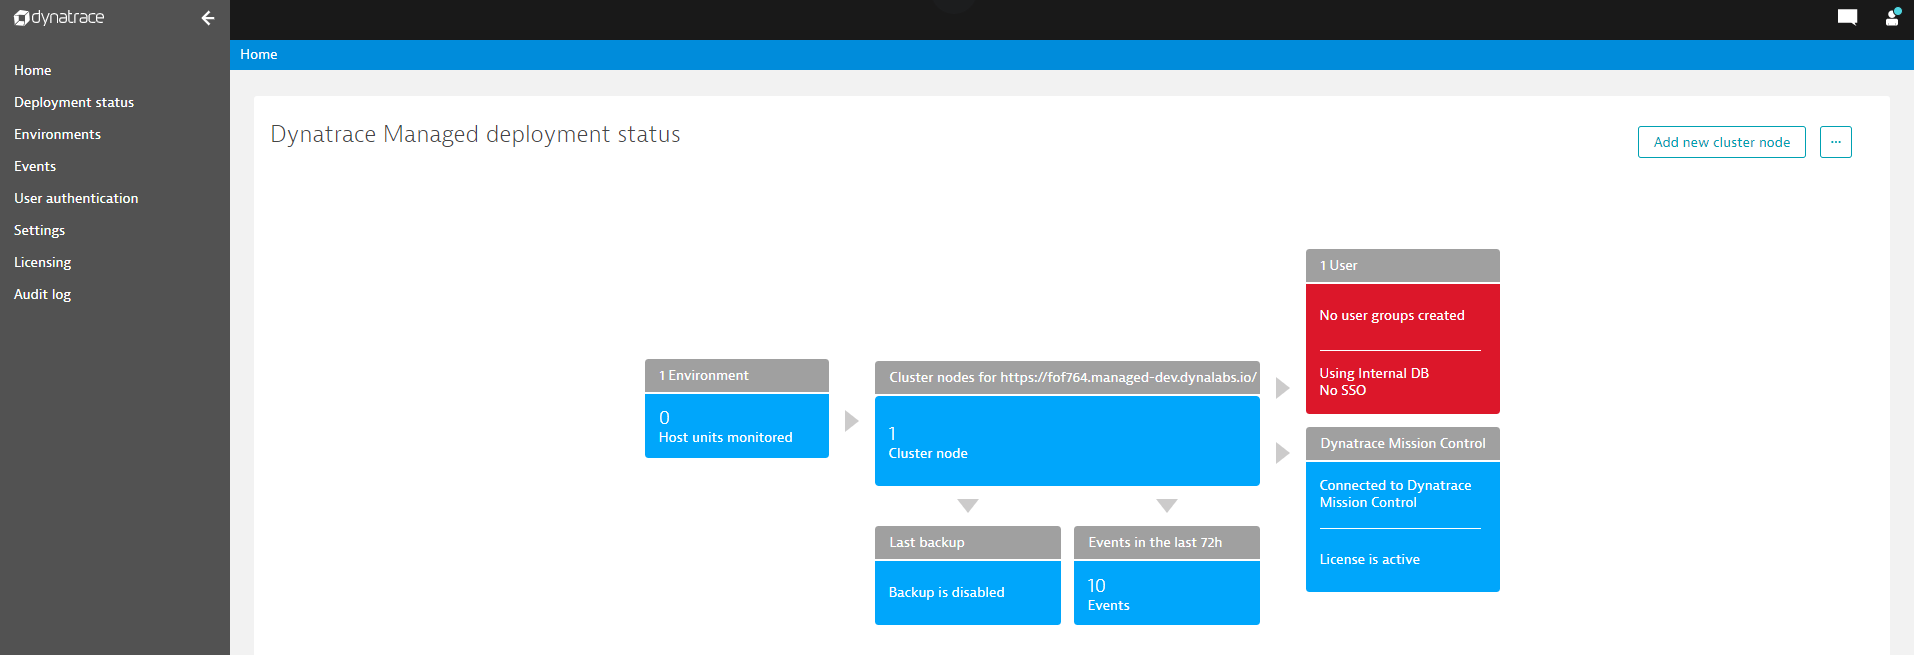 dynatrace
Home
Deployment status
Environments
Events
User authentication
Settings
Licensing
Audit log
Home
Dynatrace Managed deployment status
Add new cluster node
...
1 Environment
0
Host units monitored
Cluster nodes for https://fof764.managed-dev.dynalabs.io/
1
Cluster node
Last backup
Backup is disabled
Events in the last 72h
10
Events
1 User
No user groups created
Using Internal DB
No SSO
Dynatrace Mission Control
Connected to Dynatrace
Mission Control
License is active